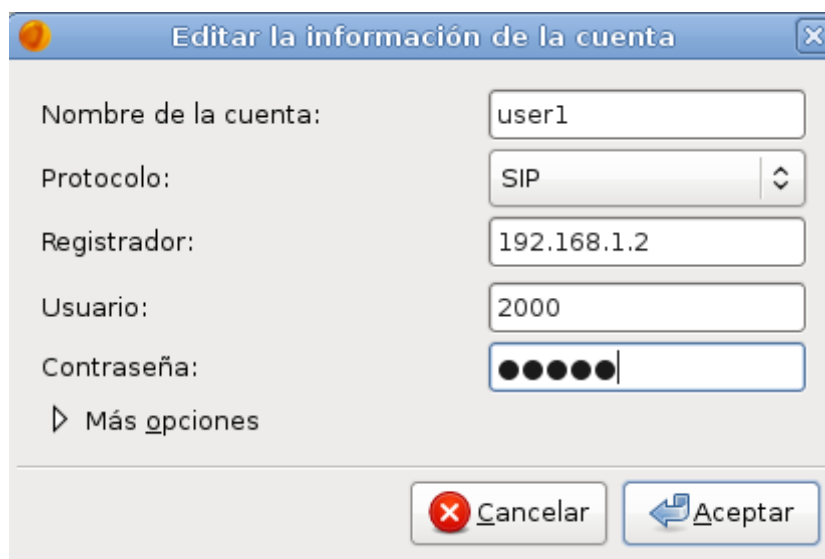 Editar la información de la cuenta
Nombre de la cuenta: user1
Protocolo: SIP
Registrador: 192.168.1.2
Usuario: 2000
Contraseña: ●●●●●
Más opciones
Cancelar Aceptar